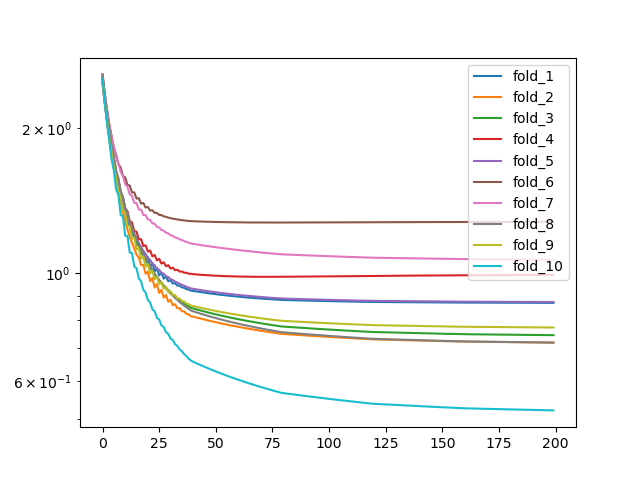 2 × 10⁰
10⁰
6 × 10⁻¹
0
25
50
75
100
125
150
175
200
fold_1
fold_2
fold_3
fold_4
fold_5
fold_6
fold_7
fold_8
fold_9
fold_10